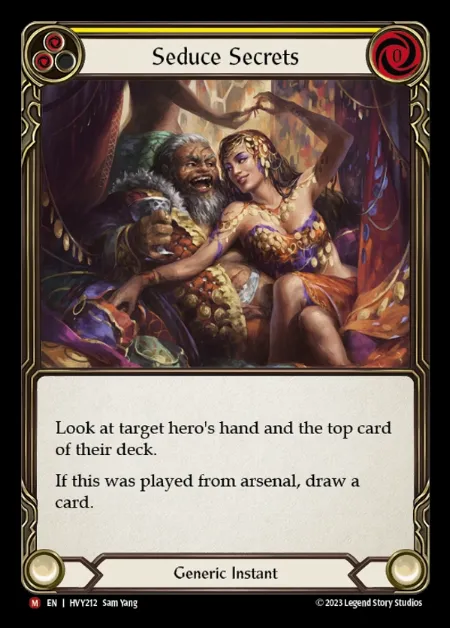 0
Seduce Secrets
Look at target hero's hand and the top card
of their deck.
If this was played from arsenal, draw a
card.
Generic Instant
M EN | HVY212 Sam Yang
© 2023 Legend Story Studios